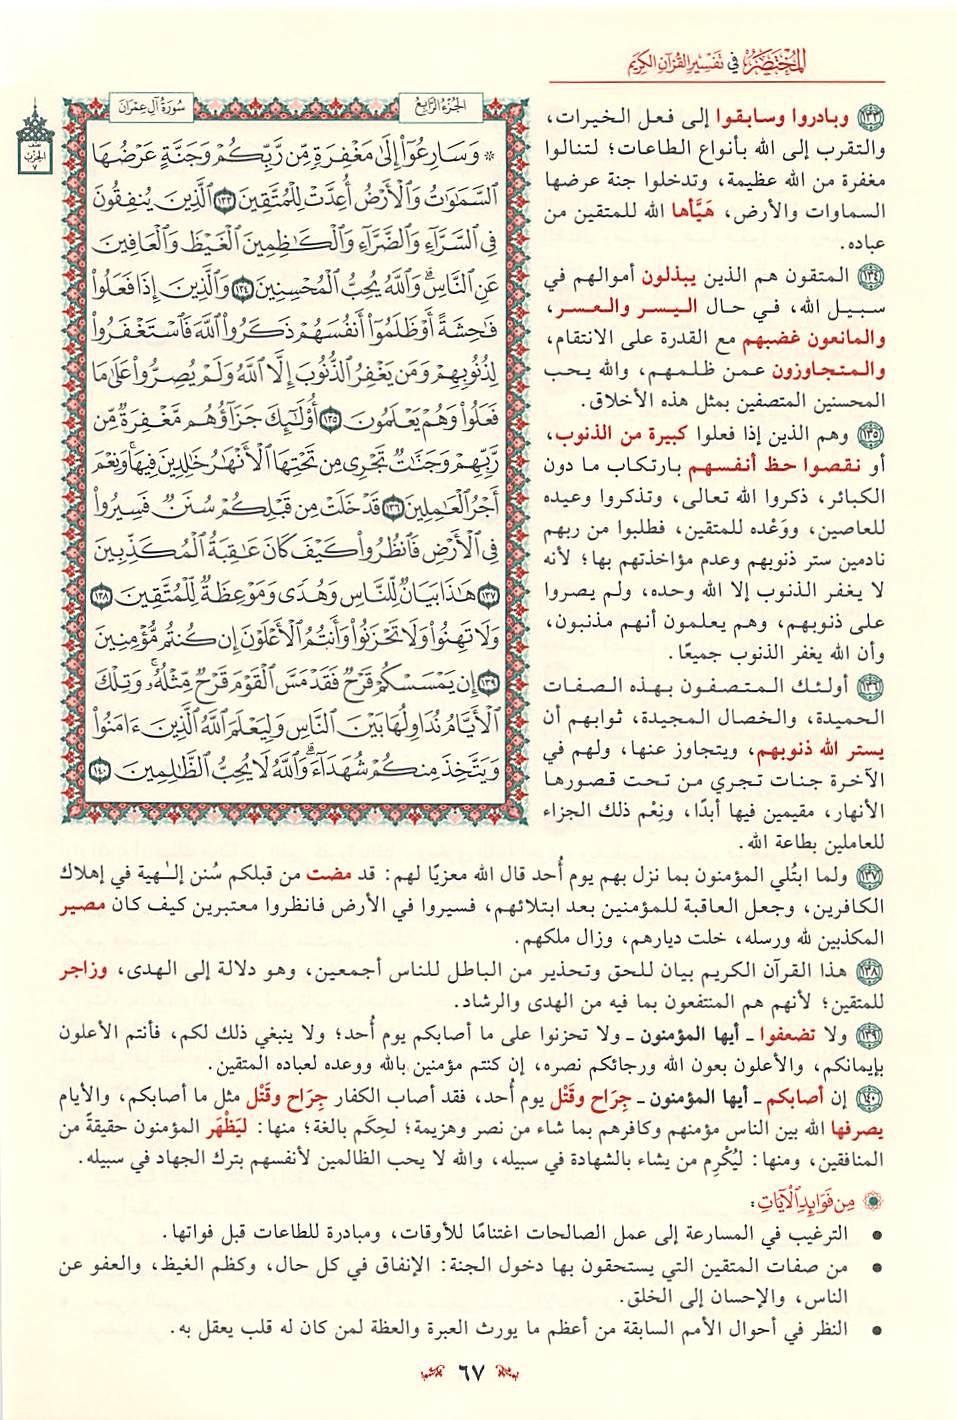 المختصر في تفسير القرآن الكريم
الجزء الرابع
سورة آل عمران
نصف
الحزب
٧
۞ وَسَارِعُوٓاْ إِلَىٰ مَغْفِرَةٖ مِّن رَّبِّكُمْ وَجَنَّةٍ عَرْضُهَا
ٱلسَّمَٰوَٰتُ وَٱلْأَرْضُ أُعِدَّتْ لِلْمُتَّقِينَ ١٣٣ ٱلَّذِينَ يُنفِقُونَ
فِي ٱلسَّرَّآءِ وَٱلضَّرَّآءِ وَٱلْكَٰظِمِينَ ٱلْغَيْظَ وَٱلْعَافِينَ
عَنِ ٱلنَّاسِۗ وَٱللَّهُ يُحِبُّ ٱلْمُحْسِنِينَ ١٣٤ وَٱلَّذِينَ إِذَا فَعَلُواْ
فَٰحِشَةً أَوْ ظَلَمُوٓاْ أَنفُسَهُمْ ذَكَرُواْ ٱللَّهَ فَٱسْتَغْفَرُواْ
لِذُنُوبِهِمْ وَمَن يَغْفِرُ ٱلذُّنُوبَ إِلَّا ٱللَّهُ وَلَمْ يُصِرُّواْ عَلَىٰ مَا
فَعَلُواْ وَهُمْ يَعْلَمُونَ ١٣٥ أُوْلَٰٓئِكَ جَزَآؤُهُم مَّغْفِرَةٞ مِّن
رَّبِّهِمْ وَجَنَّٰتٞ تَجْرِي مِن تَحْتِهَا ٱلْأَنْهَٰرُ خَٰلِدِينَ فِيهَاۚ وَنِعْمَ
أَجْرُ ٱلْعَٰمِلِينَ ١٣٦ قَدْ خَلَتْ مِن قَبْلِكُمْ سُنَنٞ فَسِيرُواْ
فِي ٱلْأَرْضِ فَٱنظُرُواْ كَيْفَ كَانَ عَٰقِبَةُ ٱلْمُكَذِّبِينَ
١٣٧ هَٰذَا بَيَانٞ لِّلنَّاسِ وَهُدٗى وَمَوْعِظَةٞ لِّلْمُتَّقِينَ ١٣٨
وَلَا تَهِنُواْ وَلَا تَحْزَنُواْ وَأَنتُمُ ٱلْأَعْلَوْنَ إِن كُنتُم مُّؤْمِنِينَ
١٣٩ إِن يَمْسَسْكُمْ قَرْحٞ فَقَدْ مَسَّ ٱلْقَوْمَ قَرْحٞ مِّثْلُهُۥۚ وَتِلْكَ
ٱلْأَيَّامُ نُدَاوِلُهَا بَيْنَ ٱلنَّاسِ وَلِيَعْلَمَ ٱللَّهُ ٱلَّذِينَ ءَامَنُواْ
وَيَتَّخِذَ مِنكُمْ شُهَدَآءَۗ وَٱللَّهُ لَا يُحِبُّ ٱلظَّٰلِمِينَ ١٤٠
١٣٣ وبادروا وسابقوا إلى فعل الخيرات،
والتقرب إلى الله بأنواع الطاعات؛ لتنالوا
مغفرة من الله عظيمة، وتدخلوا جنة عرضها
السماوات والأرض، هَيَّأها الله للمتقين من
عباده.
١٣٤ المتقون هم الذين يبذلون أموالهم في
سبيل الله، في حال اليسر والعسر،
والمانعون غضبهم مع القدرة على الانتقام،
والمتجاوزون عمن ظلمهم، والله يحب
المحسنين المتصفين بمثل هذه الأخلاق.
١٣٥ وهم الذين إذا فعلوا كبيرة من الذنوب،
أو نقصوا حظ أنفسهم بارتكاب ما دون
الكبائر، ذكروا الله تعالى، وتذكروا وعيده
للعاصين، ووَعْده للمتقين، فطلبوا من ربهم
نادمين ستر ذنوبهم وعدم مؤاخذتهم بها؛ لأنه
لا يغفر الذنوب إلا الله وحده، ولم يصروا
على ذنوبهم، وهم يعلمون أنهم مذنبون،
وأن الله يغفر الذنوب جميعًا.
١٣٦ أولئك المتصفون بهذه الصفات
الحميدة، والخصال المجيدة، ثوابهم أن
يستر الله ذنوبهم، ويتجاوز عنها، ولهم في
الآخرة جنات تجري من تحت قصورها
الأنهار، مقيمين فيها أبدًا، ونِعْم ذلك الجزاء
للعاملين بطاعة الله.
١٣٧ ولما ابتُلي المؤمنون بما نزل بهم يوم أُحد قال الله معزيًا لهم: قد مضت من قبلكم سُنن إلـٰهية في إهلاك
الكافرين، وجعل العاقبة للمؤمنين بعد ابتلائهم، فسيروا في الأرض فانظروا معتبرين كيف كان مصير
المكذبين لله ورسله، خلت ديارهم، وزال ملكهم.
١٣٨ هذا القرآن الكريم بيان للحق وتحذير من الباطل للناس أجمعين، وهو دلالة إلى الهدى، وزاجر
للمتقين؛ لأنهم هم المنتفعون بما فيه من الهدى والرشاد.
١٣٩ ولا تضعفوا ـ أيها المؤمنون ـ ولا تحزنوا على ما أصابكم يوم أُحد؛ ولا ينبغي ذلك لكم، فأنتم الأعلون
بإيمانكم، والأعلون بعون الله ورجائكم نصره، إن كنتم مؤمنين بالله ووعده لعباده المتقين.
١٤٠ إن أصابكم ـ أيها المؤمنون ـ جِرَاح وقَتْل يوم أُحد، فقد أصاب الكفار جِرَاح وقَتْل مثل ما أصابكم، والأيام
يصرفها الله بين الناس مؤمنهم وكافرهم بما شاء من نصر وهزيمة؛ لحِكَم بالغة؛ منها: ليَظْهَر المؤمنون حقيقةً من
المنافقين، ومنها: ليُكْرِم من يشاء بالشهادة في سبيله، والله لا يحب الظالمين لأنفسهم بترك الجهاد في سبيله.
من فوائد الآيات:
• الترغيب في المسارعة إلى عمل الصالحات اغتنامًا للأوقات، ومبادرة للطاعات قبل فواتها.
• من صفات المتقين التي يستحقون بها دخول الجنة: الإنفاق في كل حال، وكظم الغيظ، والعفو عن
الناس، والإحسان إلى الخلق.
• النظر في أحوال الأمم السابقة من أعظم ما يورث العبرة والعظة لمن كان له قلب يعقل به.
٦٧